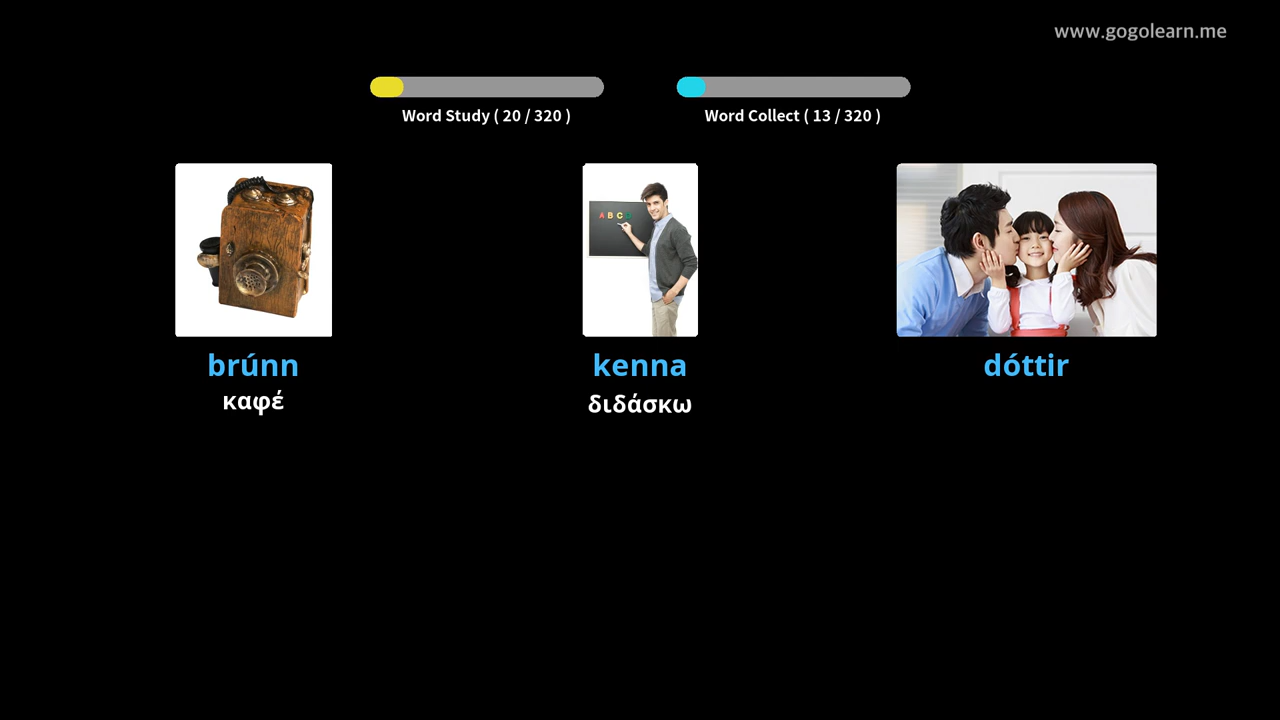 www.gogolearn.me
Word Study ( 20 / 320 )
Word Collect ( 13 / 320 )
A B C D
brúnn
kenna
dóttir
καφέ
διδάσκω